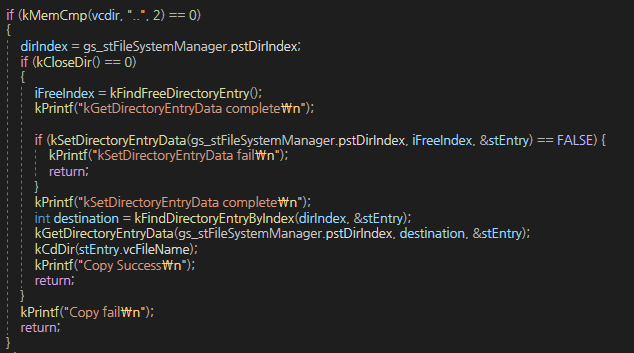 if (kMemCmp(vcdir, "..", 2) == 0)
{
dirIndex = gs_stFileSystemManager.pstDirIndex;
if (kCloseDir() == 0)
{
iFreeIndex = kFindFreeDirectoryEntry();
kPrintf("kGetDirectoryEntryData complete₩n");
if (kSetDirectoryEntryData(gs_stFileSystemManager.pstDirIndex, iFreeIndex, &stEntry) == FALSE) {
kPrintf("kSetDirectoryEntryData fail₩n");
return;
}
kPrintf("kSetDirectoryEntryData complete₩n");
int destination = kFindDirectoryEntryByIndex(dirIndex, &stEntry);
kGetDirectoryEntryData(gs_stFileSystemManager.pstDirIndex, destination, &stEntry);
kCdDir(stEntry.vcFileName);
kPrintf("Copy Success₩n");
return;
}
kPrintf("Copy fail₩n");
return;
}